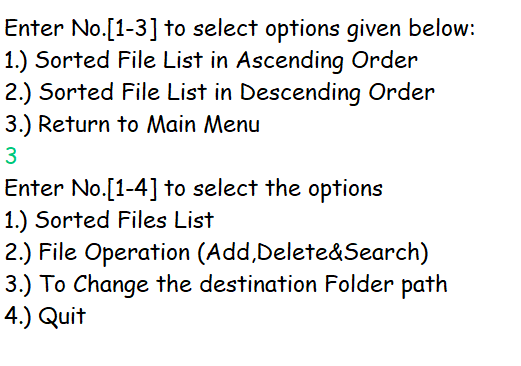 Enter No.[1-3] to select options given below:
1.) Sorted File List in Ascending Order
2.) Sorted File List in Descending Order
3.) Return to Main Menu
3
Enter No.[1-4] to select the options
1.) Sorted Files List
2.) File Operation (Add,Delete&Search)
3.) To Change the destination Folder path
4.) Quit